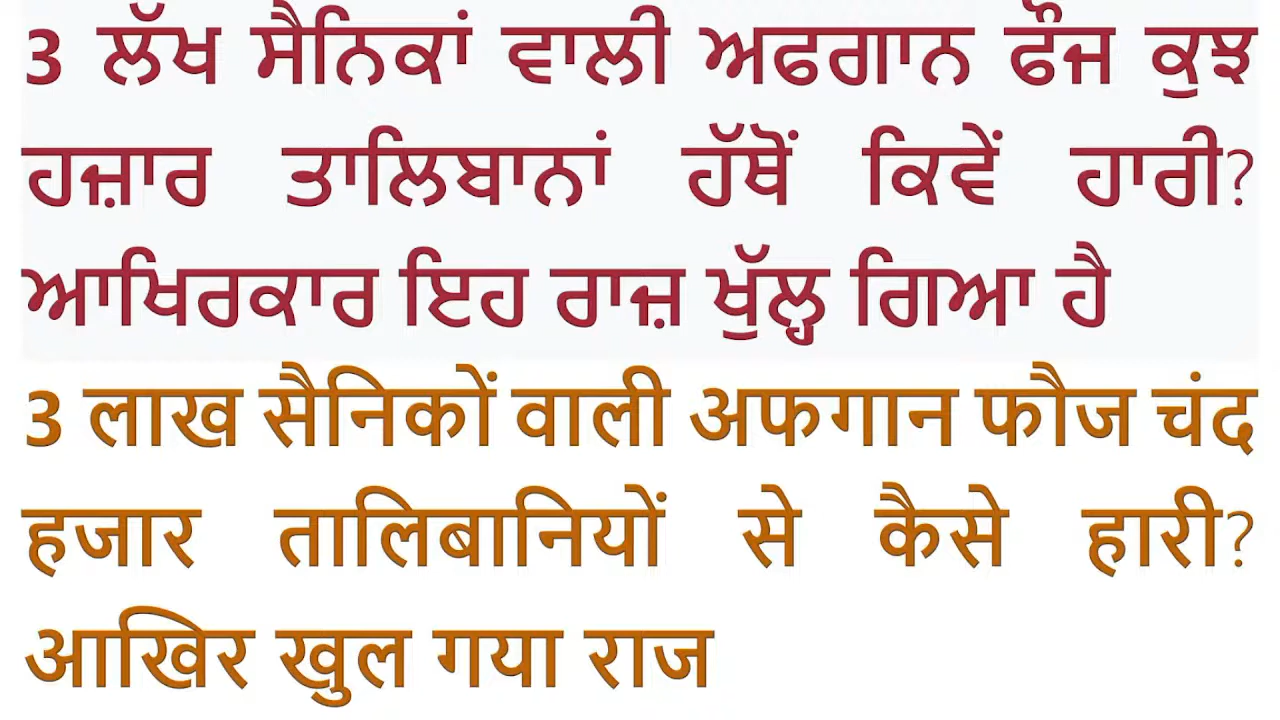 3 ਲੱਖ ਸੈਨਿਕਾਂ ਵਾਲੀ ਅਫਗਾਨ ਫੌਜ ਕੁਝ
ਹਜ਼ਾਰ ਤਾਲਿਬਾਨਾਂ ਹੱਥੋਂ ਕਿਵੇਂ ਹਾਰੀ?
ਆਖਿਰਕਾਰ ਇਹ ਰਾਜ਼ ਖੁੱਲ੍ਹ ਗਿਆ ਹੈ
3 लाख सैनिकों वाली अफगान फौज चंद
हजार तालिबानियों से कैसे हारी?
आखिर खुल गया राज